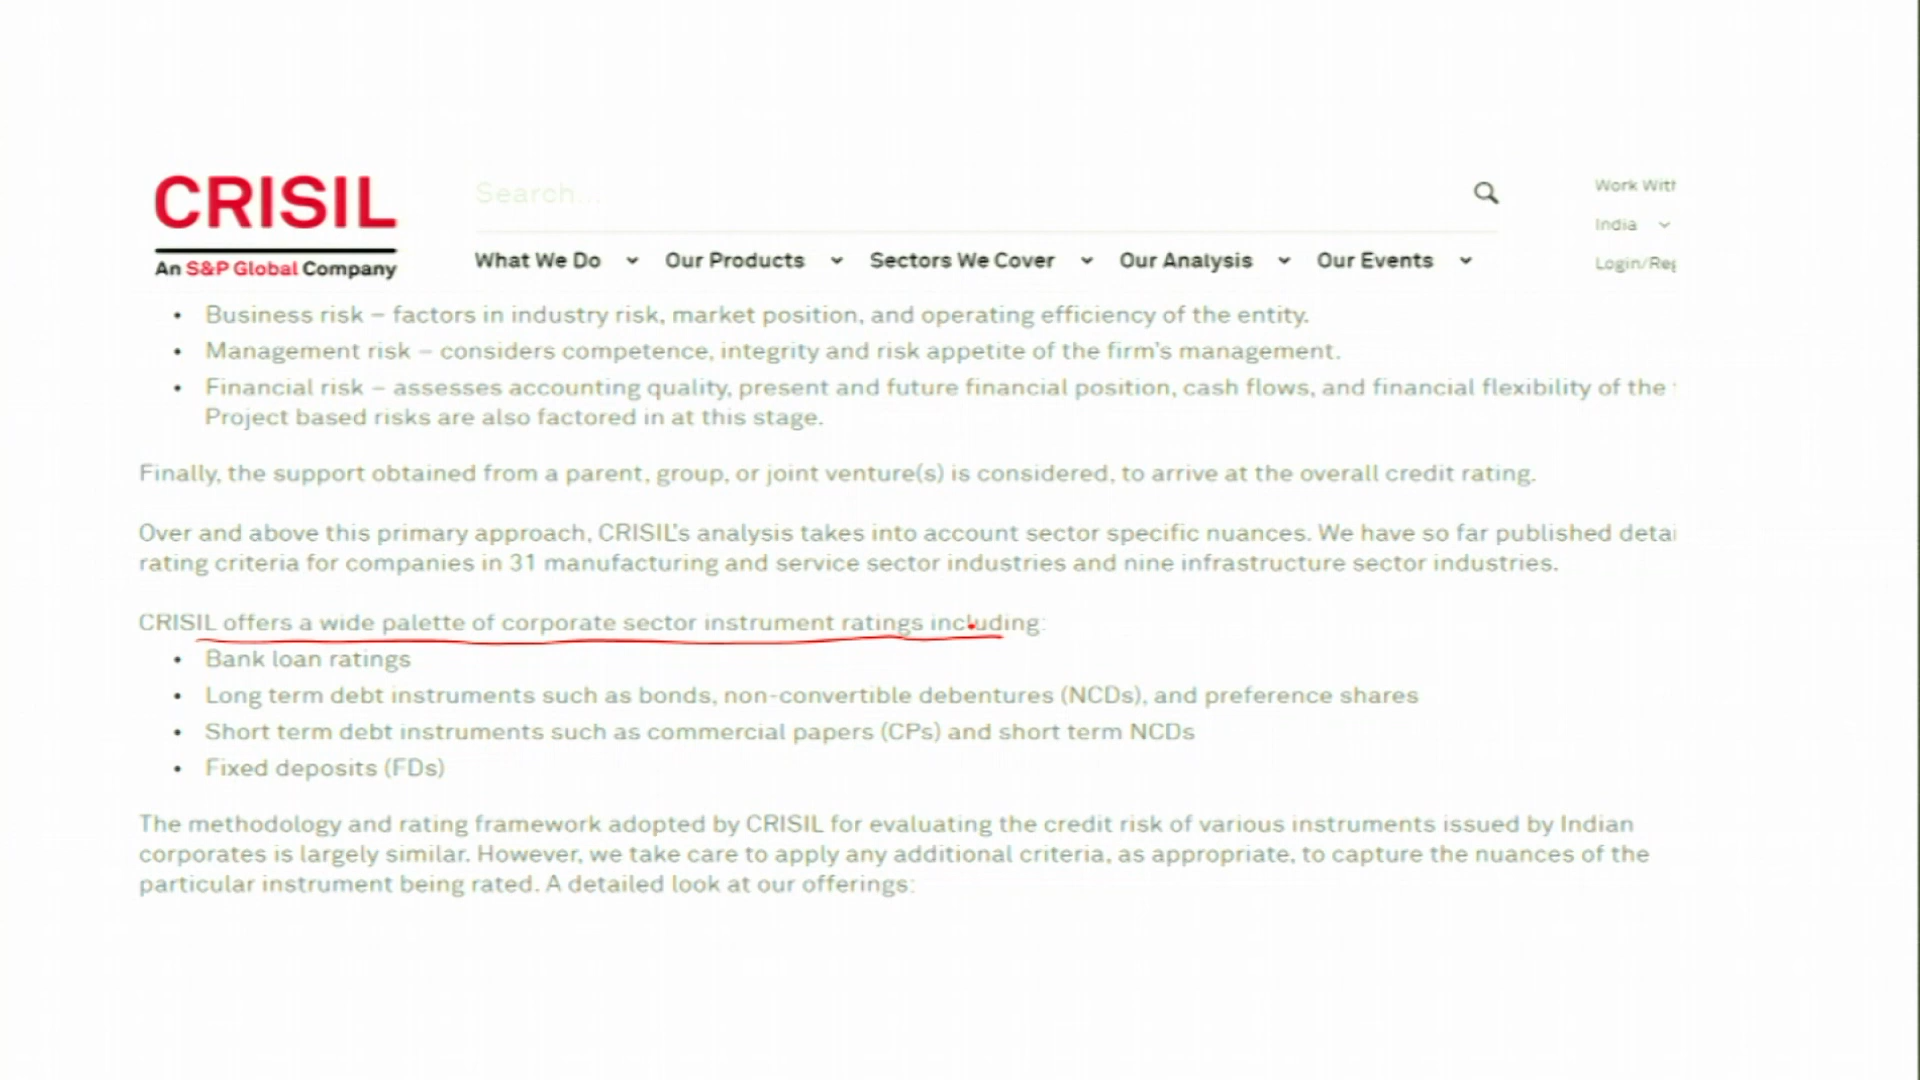 CRISIL
An S&P Global Company
Search...
Work With
India
Login/Reg
What We Do
Our Products
Sectors We Cover
Our Analysis
Our Events
• Business risk – factors in industry risk, market position, and operating efficiency of the entity.
• Management risk – considers competence, integrity and risk appetite of the firm's management.
• Financial risk – assesses accounting quality, present and future financial position, cash flows, and financial flexibility of the
Project based risks are also factored in at this stage.
Finally, the support obtained from a parent, group, or joint venture(s) is considered, to arrive at the overall credit rating.
Over and above this primary approach, CRISIL's analysis takes into account sector specific nuances. We have so far published detai
rating criteria for companies in 31 manufacturing and service sector industries and nine infrastructure sector industries.
CRISIL offers a wide palette of corporate sector instrument ratings including:
• Bank loan ratings
• Long term debt instruments such as bonds, non-convertible debentures (NCDs), and preference shares
• Short term debt instruments such as commercial papers (CPs) and short term NCDs
• Fixed deposits (FDs)
The methodology and rating framework adopted by CRISIL for evaluating the credit risk of various instruments issued by Indian
corporates is largely similar. However, we take care to apply any additional criteria, as appropriate, to capture the nuances of the
particular instrument being rated. A detailed look at our offerings: